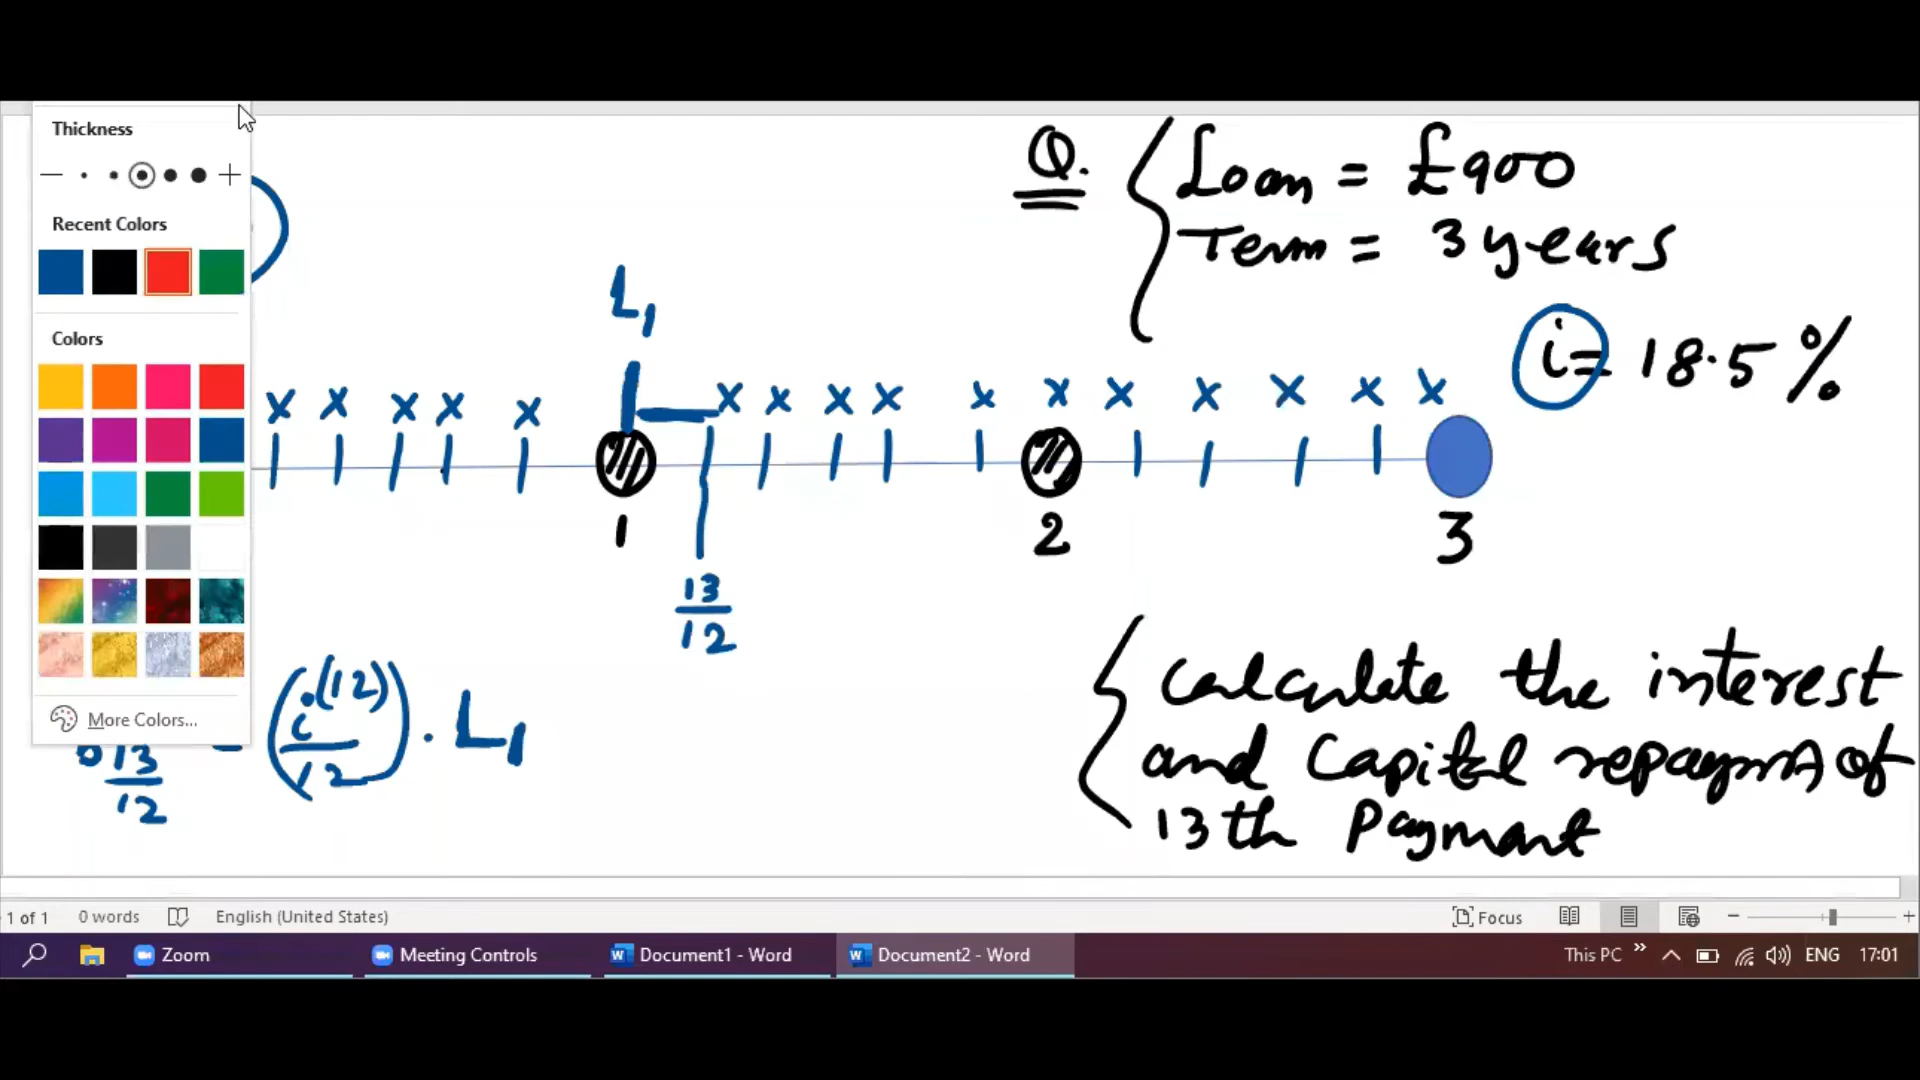 Thickness
Recent Colors
Colors
More Colors...
Q. Loan = £900
Term = 3 years
i = 18.5 %
L1
x x x x x x x x x x x x x x x x
1 2 3
13
12
13
12
i(12)
12
. L1
Calculate the interest
and Capital repaymt of
13th Payment
1 of 1 0 words English (United States) Focus
Zoom Meeting Controls Document1 - Word Document2 - Word This PC ENG 17:01